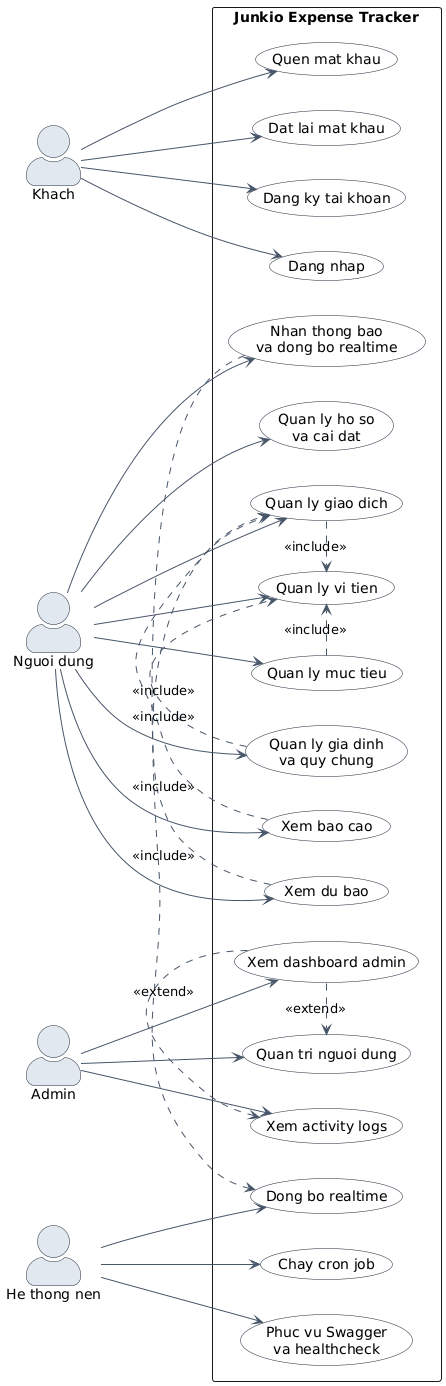 Junkio Expense Tracker
Quen mat khau
Dat lai mat khau
Khach
Dang ky tai khoan
Dang nhap
Nhan thong bao
va dong bo realtime
Quan ly ho so
va cai dat
Quan ly giao dich
«include»
Quan ly vi tien
«include»
Nguoi dung
Quan ly muc tieu
«include»
«include»
Quan ly gia dinh
va quy chung
«include»
Xem bao cao
«include»
Xem du bao
Xem dashboard admin
«extend»
«extend»
Quan tri nguoi dung
Admin
Xem activity logs
Dong bo realtime
Chay cron job
He thong nen
Phuc vu Swagger
va healthcheck